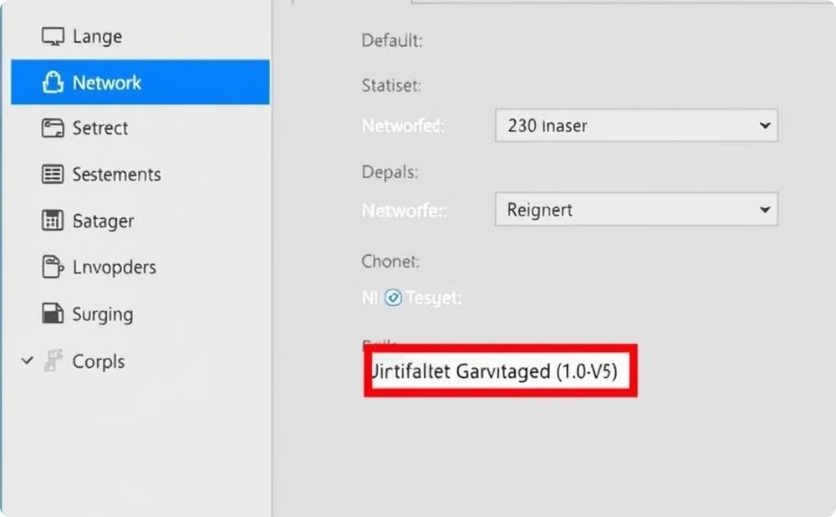 Lange
Network
Setrect
Sestements
Satager
Lnvopders
Surging
Corpls
Default:
Statiset:
Networfed: 230 inaser
Depals:
Networfe:: Reignert
Chonet:
NI Tesyet:
Jirtifaltet Garvitaged (1.0-V5)